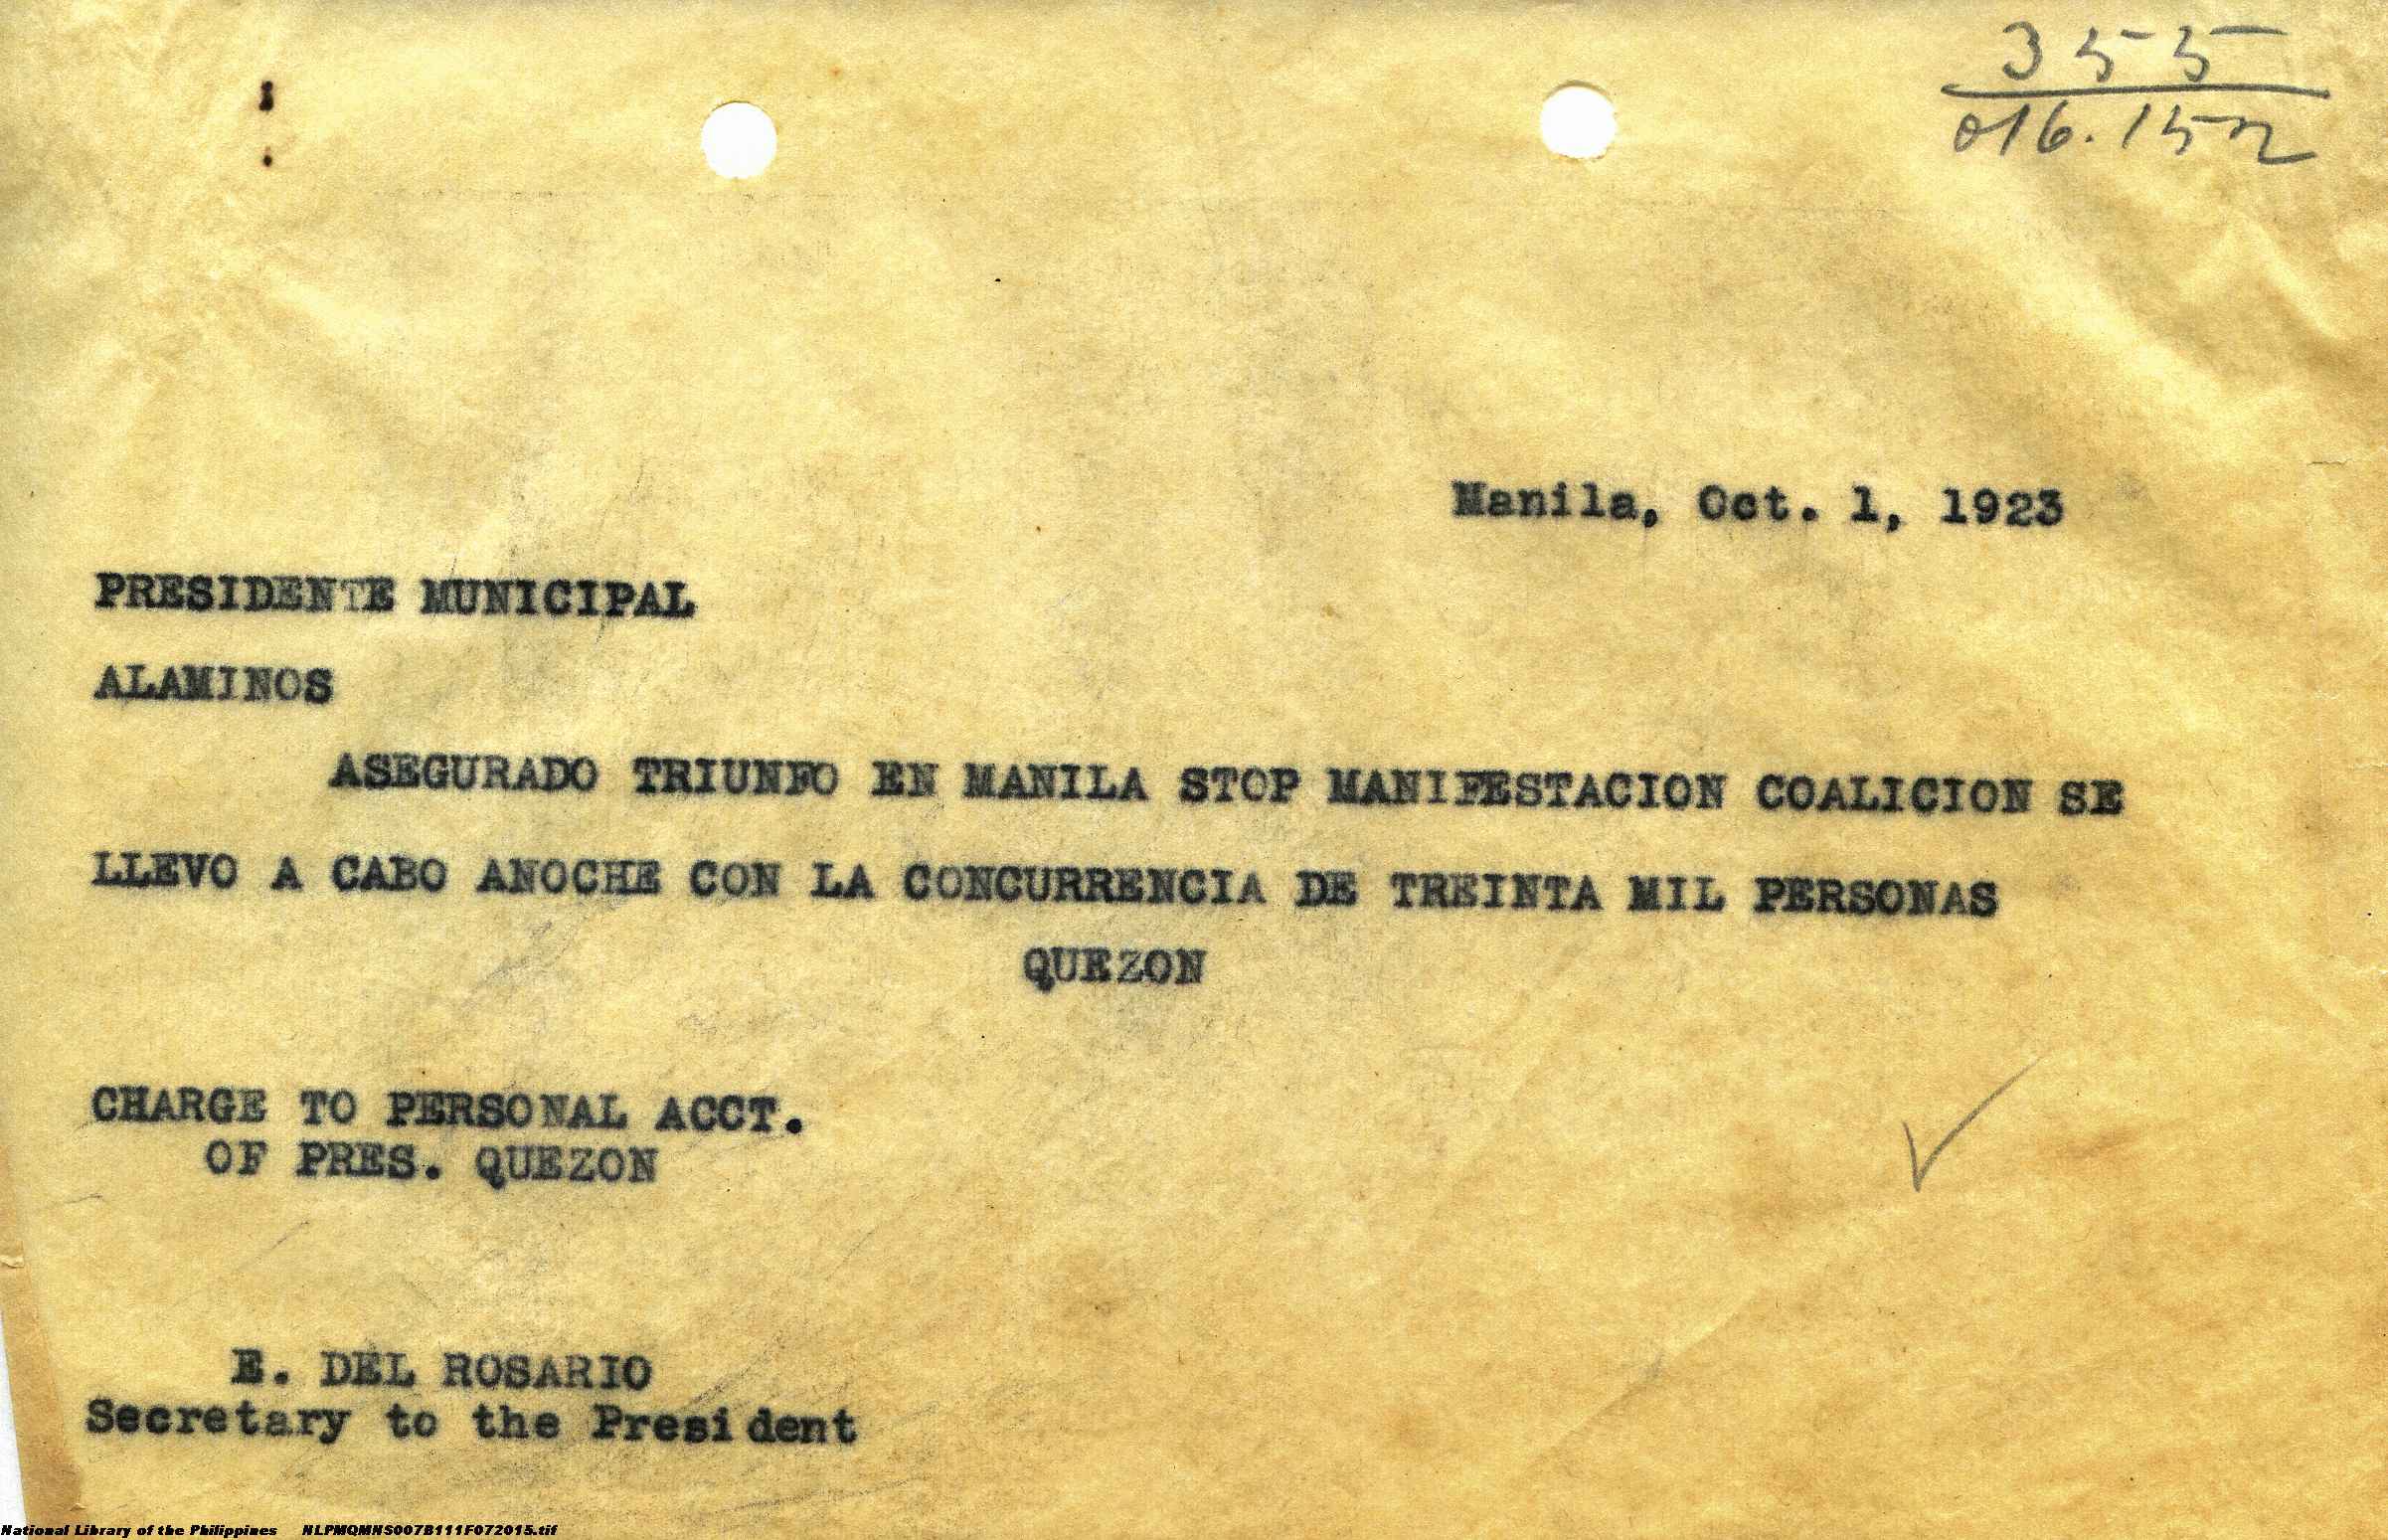 355
016.15n
Manila, Oct. 1, 1923
PRESIDENTE MUNICIPAL
ALAMINOS
ASEGURADO TRIUNFO EN MANILA STOP MANIFESTACION COALICION SE
LLEVO A CABO ANOCHE CON LA CONCURRENCIA DE TREINTA MIL PERSONAS
QUEZON
CHARGE TO PERSONAL ACCT.
OF PRES. QUEZON
E. DEL ROSARIO
Secretary to the President
National Library of the Philippines NLPMQMNS007B111F072015.tif